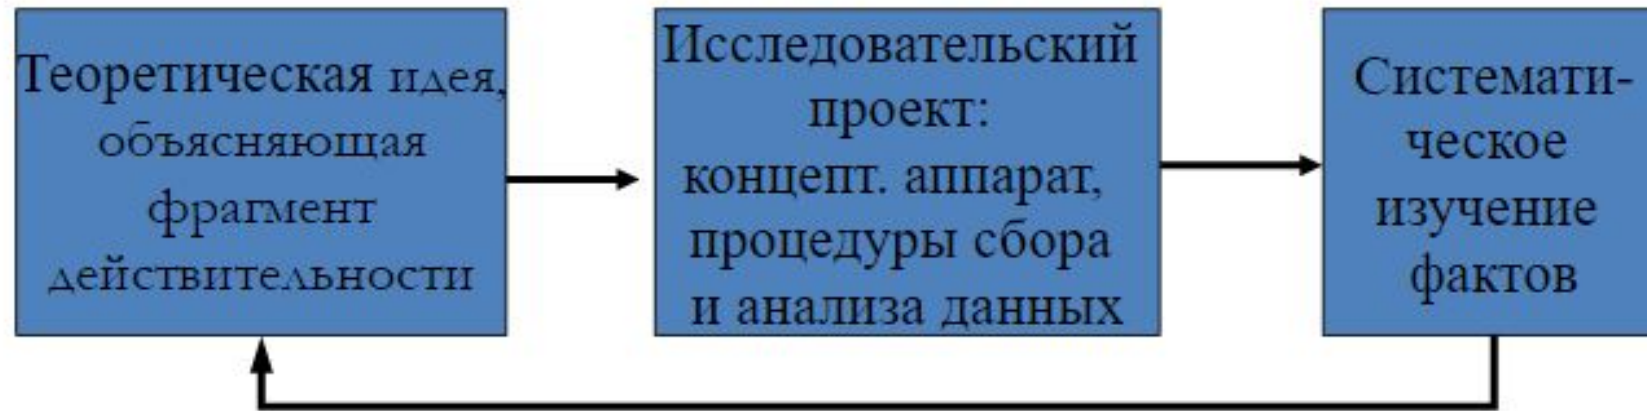 Теоретическая идея,
объясняющая
фрагмент
действительности
Исследовательский
проект:
концепт. аппарат,
процедуры сбора
и анализа данных
Системати-
ческое
изучение
фактов